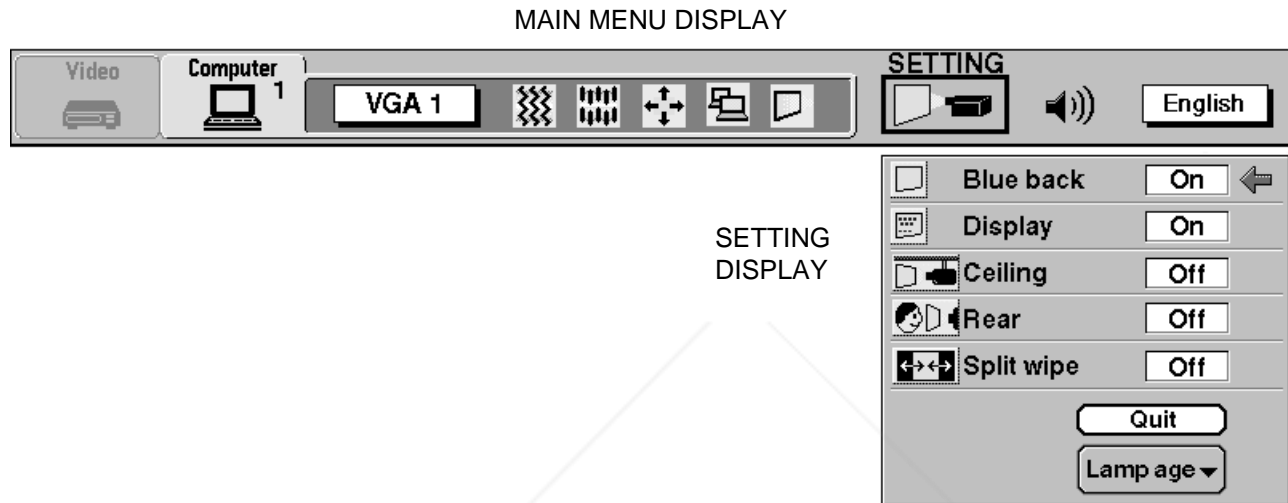 MAIN MENU DISPLAY
Video
Computer
1
VGA 1
SETTING
English
SETTING
DISPLAY
Blue back On
Display On
Ceiling Off
Rear Off
Split wipe Off
Quit
Lamp age